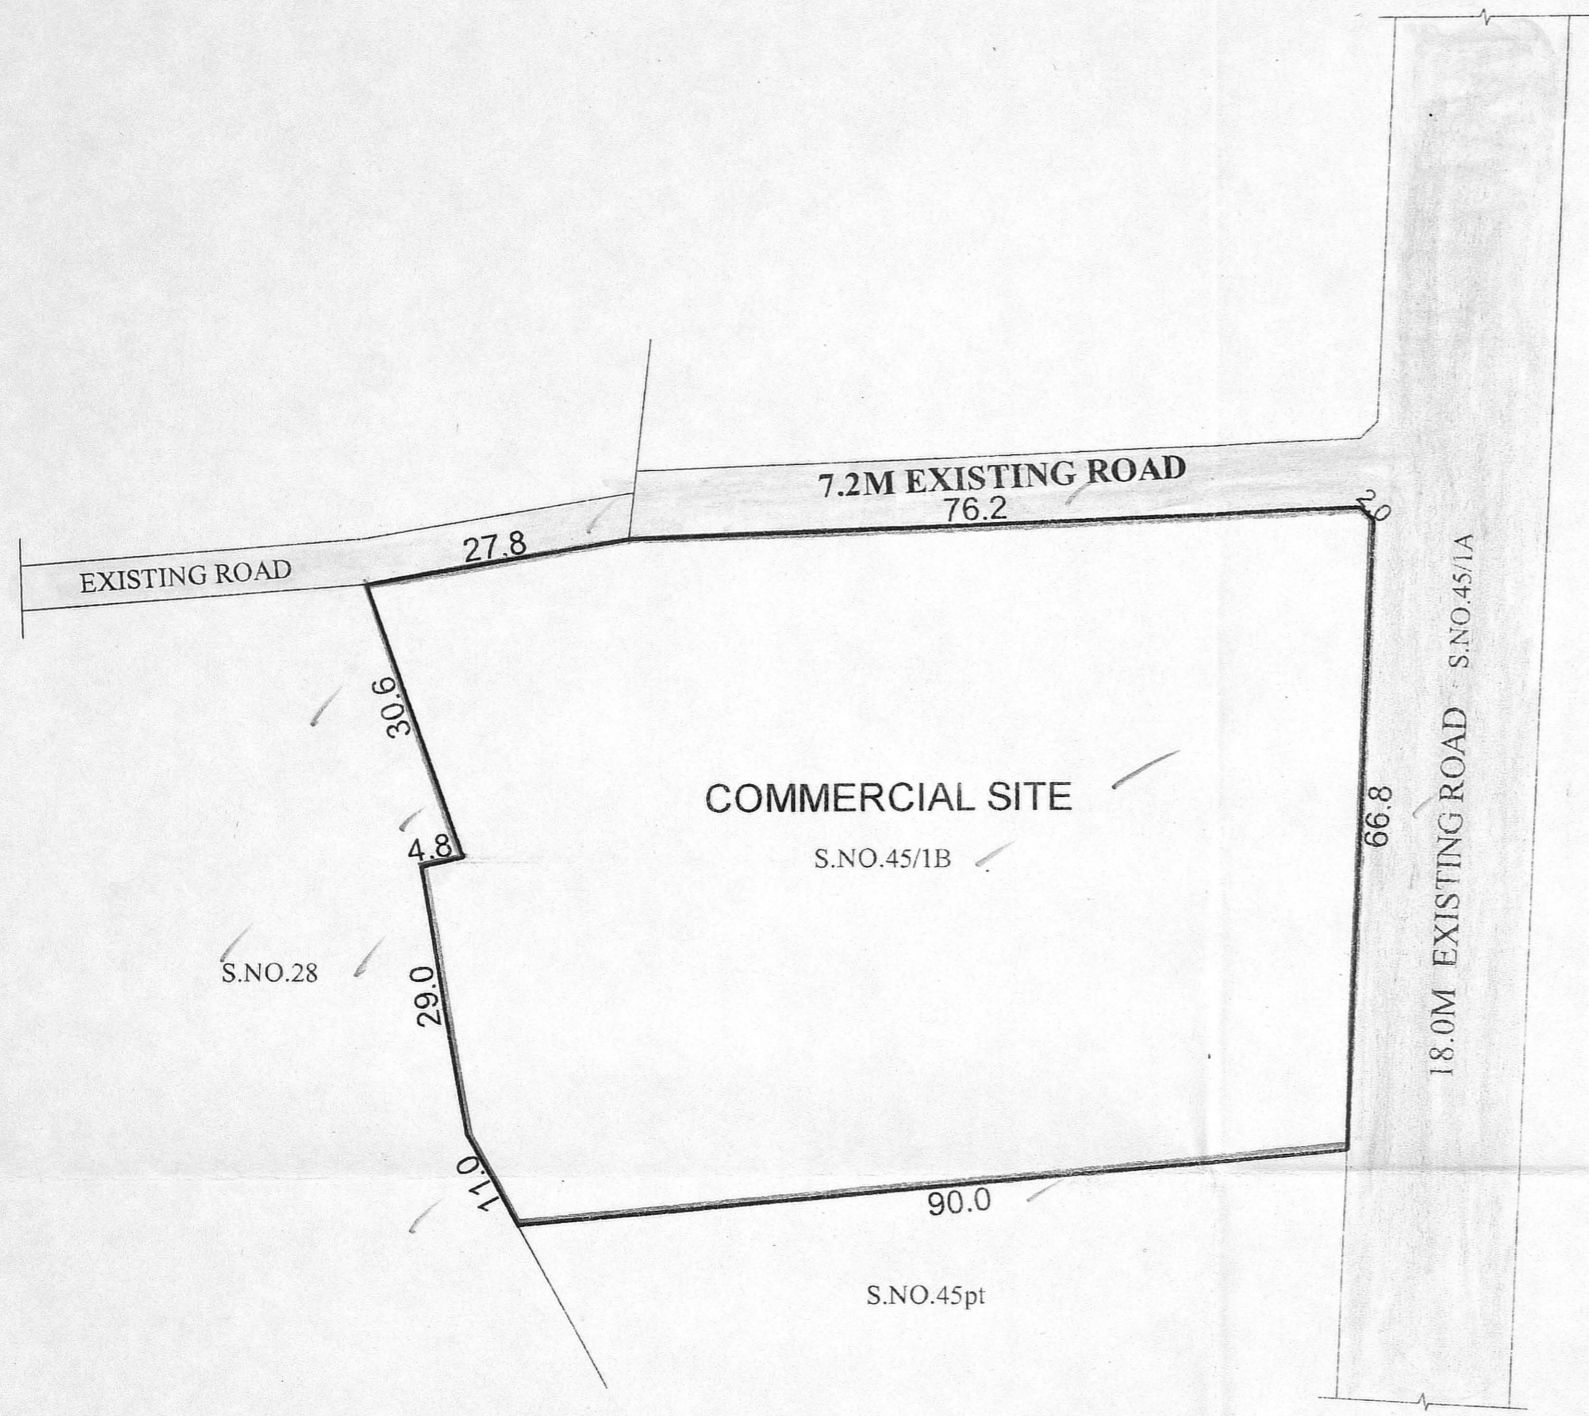 7.2M EXISTING ROAD
76.2
2.0
27.8
EXISTING ROAD
30.6
COMMERCIAL SITE
S.NO.45/1B
4.8
66.8
18.0M EXISTING ROAD S.NO.45/1A
S.NO.28
29.0
11.0
90.0
S.NO.45pt